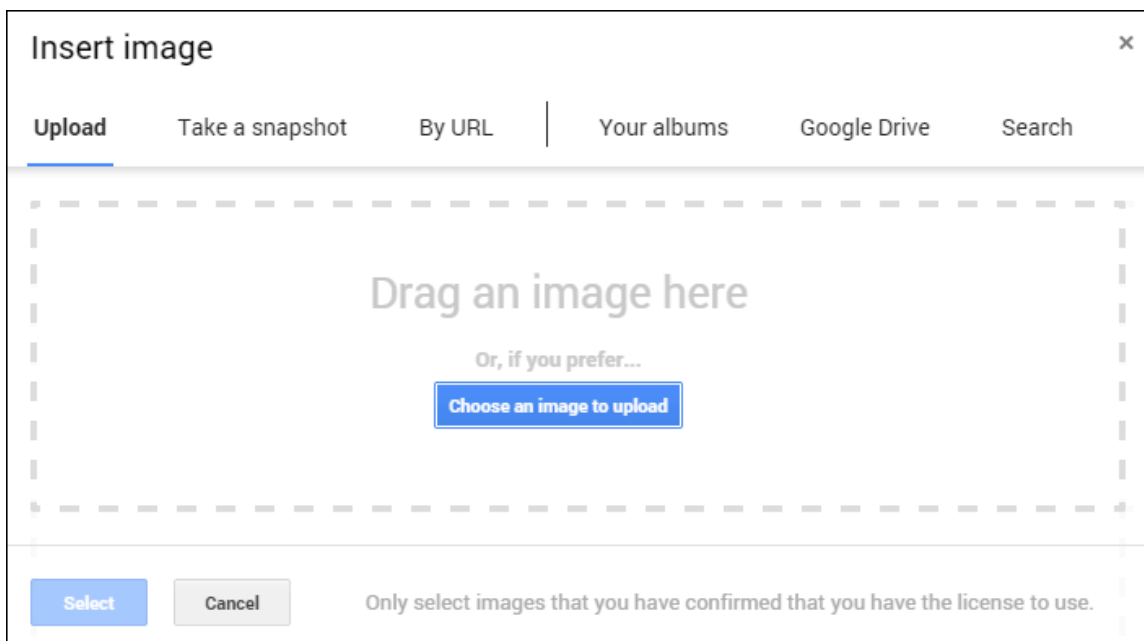 Insert image ×
Upload Take a snapshot By URL Your albums Google Drive Search
Drag an image here
Or, if you prefer...
Choose an image to upload
Select Cancel Only select images that you have confirmed that you have the license to use.